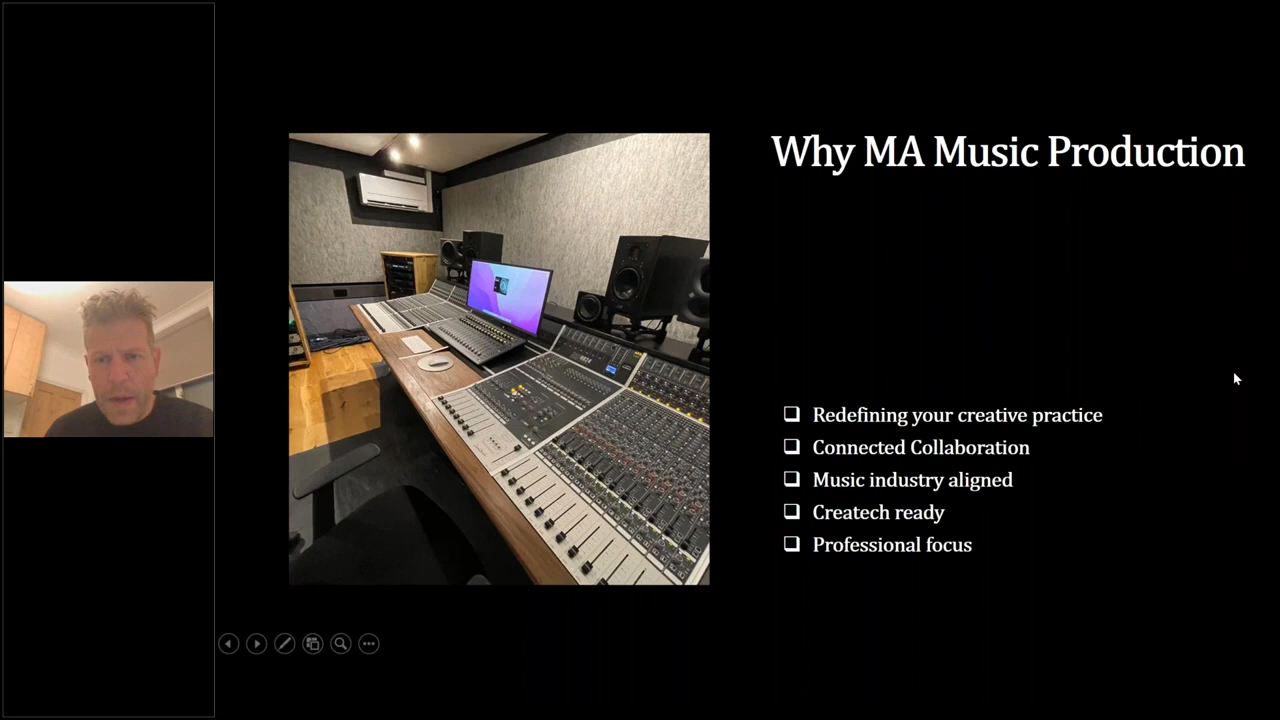 Why MA Music Production
Redefining your creative practice
Connected Collaboration
Music industry aligned
Createch ready
Professional focus